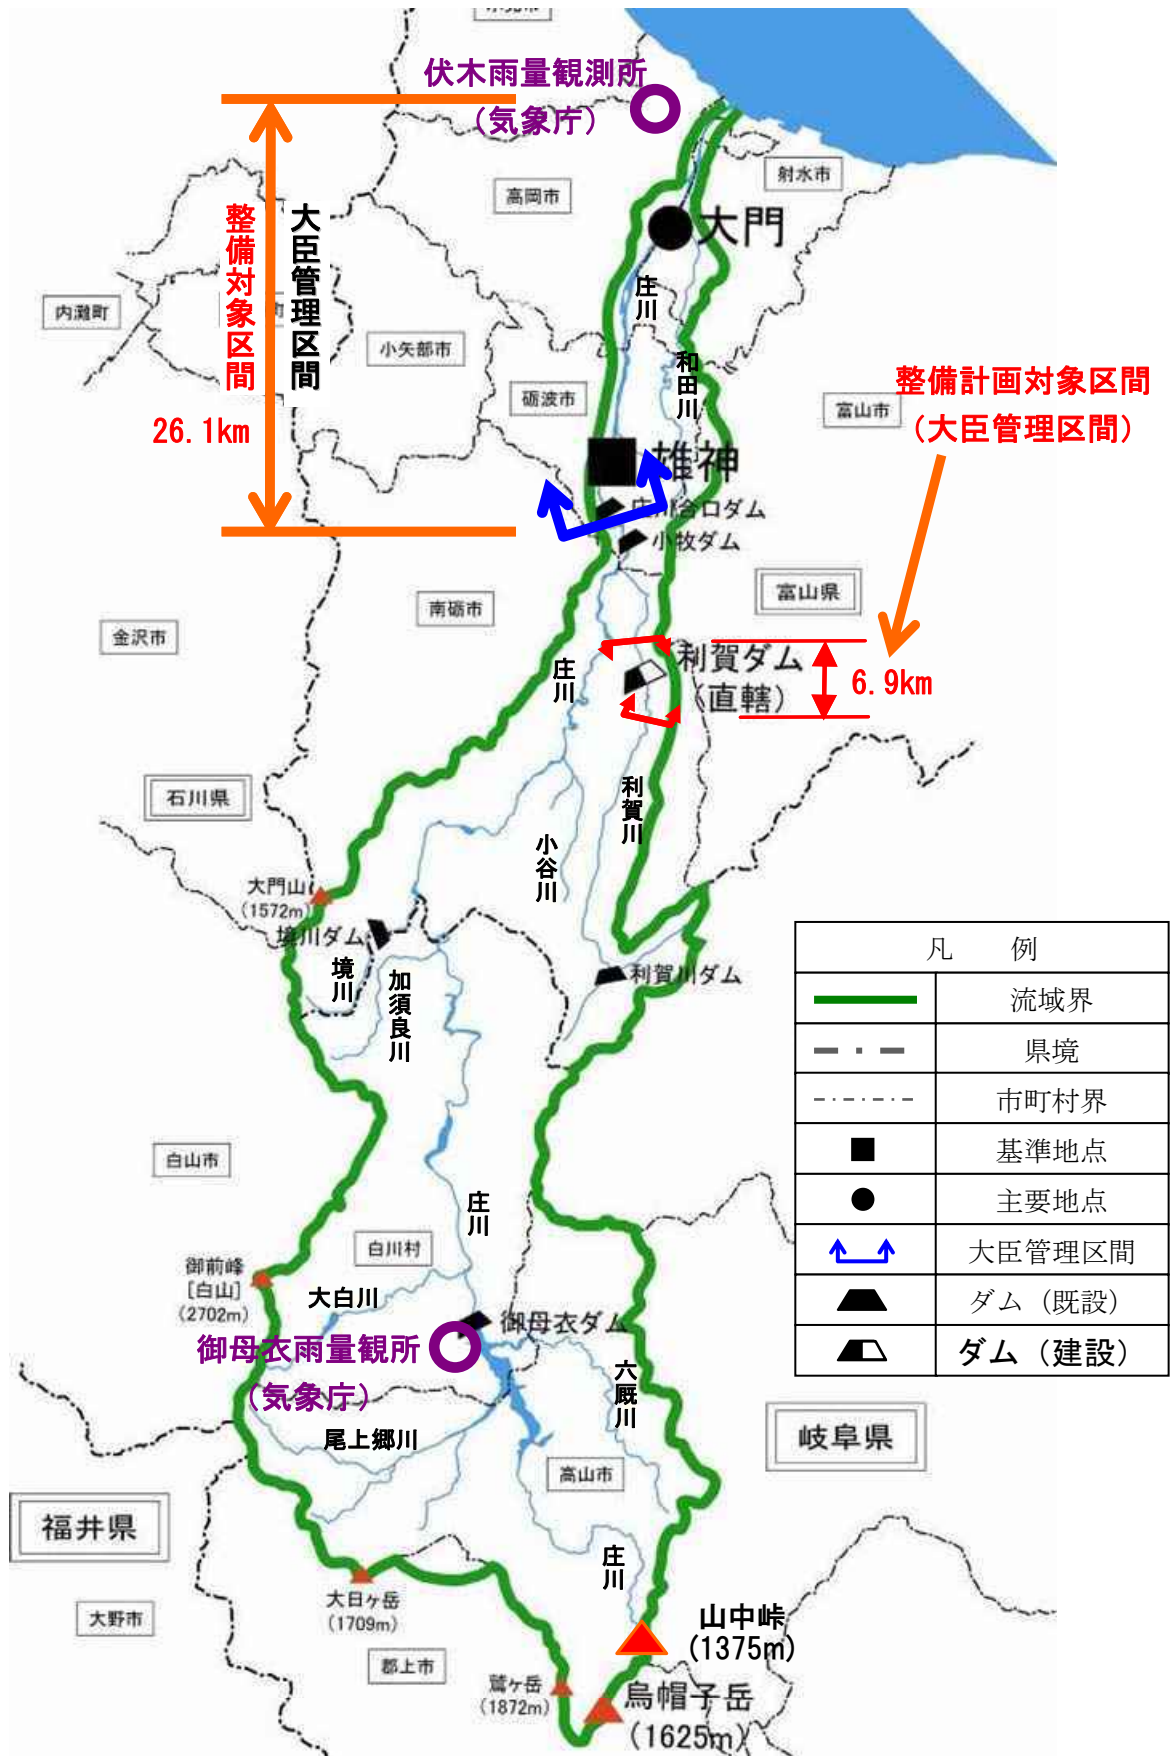 伏木雨量観測所
(気象庁)
射水市
高岡市
大門
整備対象区間
大臣管理区間
26.1km
庄川
内灘町
町
小矢部市
和田川
砺波市
富山市
整備計画対象区間
(大臣管理区間)
雄神
庄川合口ダム
小牧ダム
富山県
南砺市
金沢市
利賀ダム
(直轄)
6.9km
庄川
石川県
利賀川
小谷川
大門山
(1572m)
境川ダム
境川
加須良川
利賀川ダム
凡 例
流域界
県境
市町村界
基準地点
主要地点
大臣管理区間
ダム（既設）
ダム（建設）
白山市
庄川
白川村
御前峰
[白山]
(2702m)
大白川
御母衣ダム
御母衣雨量観所
(気象庁)
六厩川
尾上郷川
岐阜県
高山市
福井県
庄川
大日ヶ岳
(1709m)
大野市
山中峠
(1375m)
郡上市
鷲ヶ岳
(1872m)
烏帽子岳
(1625m)